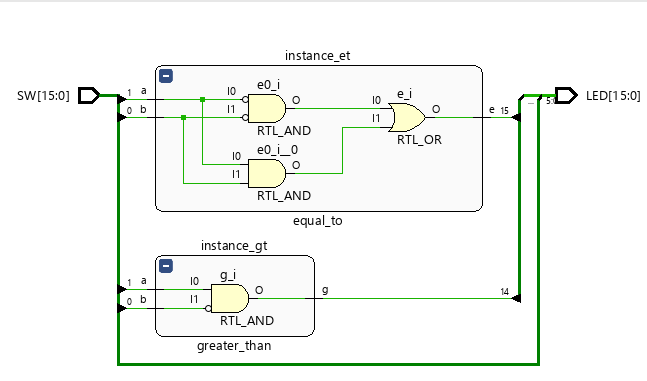 instance_et
SW[15:0]
1 a
0 b
I0 e0_i
I1 O
RTL_AND
e0_i__0
I0 O
I1
RTL_AND
I0 e_i
I1 O
RTL_OR
e 15
LED[15:0]
equal_to
instance_gt
1 a
0 b
I0 g_i
I1 O
RTL_AND
g 14
greater_than